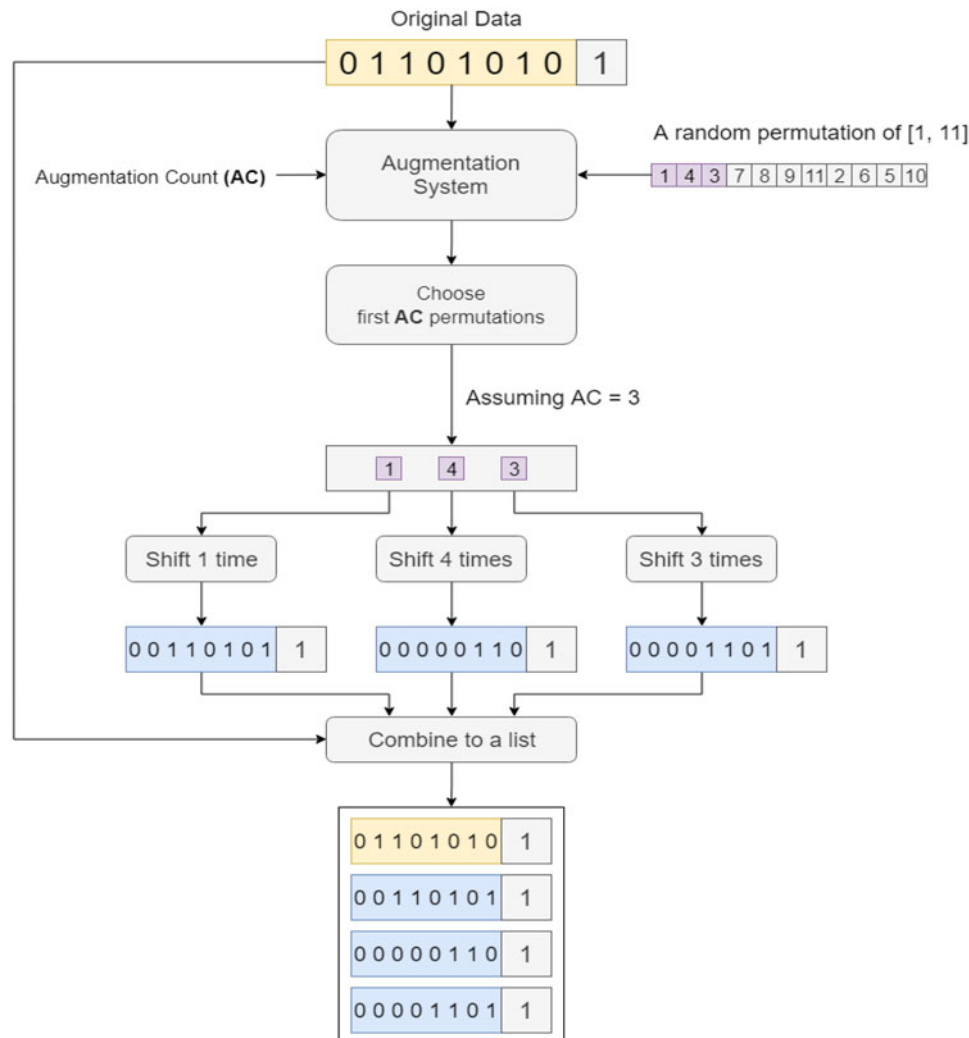 Original Data
0 1 1 0 1 0 1 0 1
A random permutation of [1, 11]
Augmentation Count (AC)
Augmentation
System
1 4 3 7 8 9 11 2 6 5 10
Choose
first AC permutations
Assuming AC = 3
1 4 3
Shift 1 time
Shift 4 times
Shift 3 times
0 0 1 1 0 1 0 1 1
0 0 0 0 0 1 1 0 1
0 0 0 0 1 1 0 1 1
Combine to a list
0 1 1 0 1 0 1 0 1
0 0 1 1 0 1 0 1 1
0 0 0 0 0 1 1 0 1
0 0 0 0 1 1 0 1 1